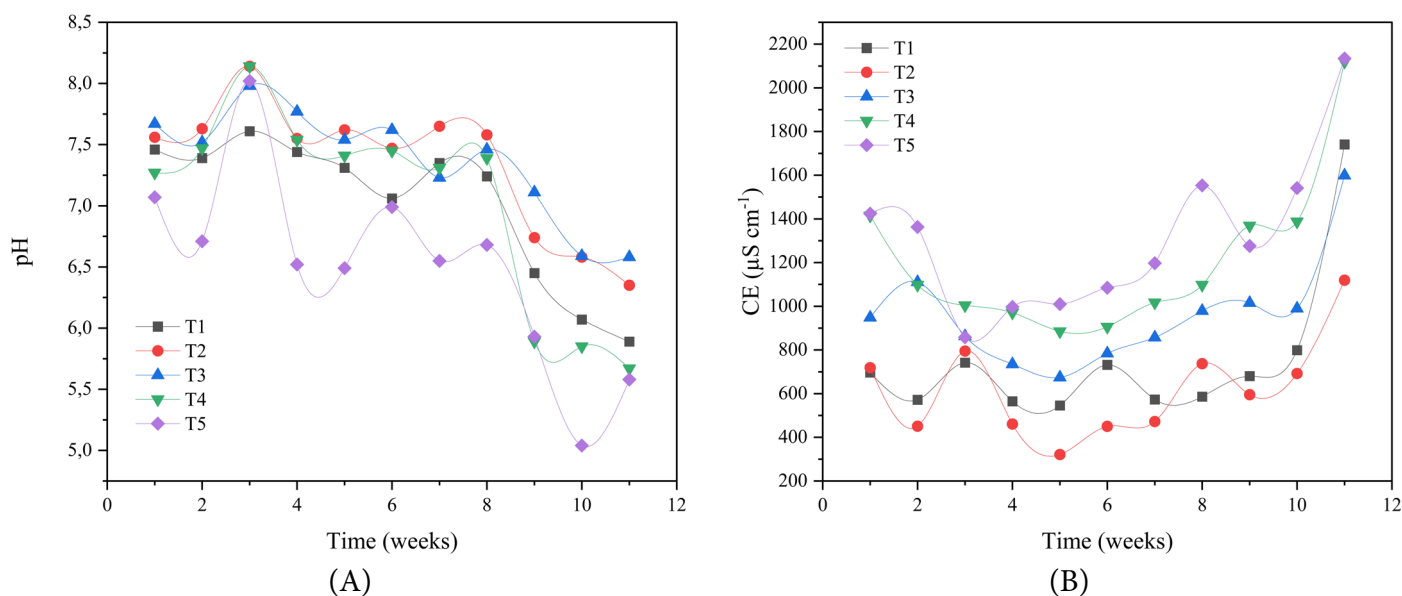 8,5
8,0
7,5
7,0
6,5
6,0
5,5
5,0
pH
T1
T2
T3
T4
T5
0 2 4 6 8 10 12
Time (weeks)
(A)
2200
2000
1800
1600
1400
1200
1000
800
600
400
200
CE (µS cm⁻¹)
T1
T2
T3
T4
T5
0 2 4 6 8 10 12
Time (weeks)
(B)